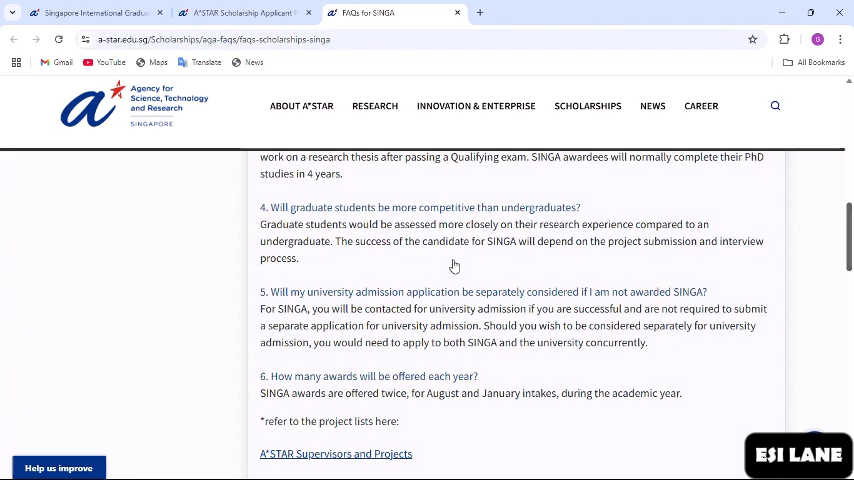 Singapore International Gradu
A*STAR Scholarship Applicant P
FAQs for SINGA
a-star.edu.sg/Scholarships/aga-faqs/faqs-scholarships-singa
G
Gmail
YouTube
Maps
Translate
News
All Bookmarks
Agency for
Science, Technology
and Research
SINGAPORE
ABOUT A*STAR
RESEARCH
INNOVATION & ENTERPRISE
SCHOLARSHIPS
NEWS
CAREER
work on a research thesis after passing a Qualifying exam. SINGA awardees will normally complete their PhD
studies in 4 years.
4. Will graduate students be more competitive than undergraduates?
Graduate students would be assessed more closely on their research experience compared to an
undergraduate. The success of the candidate for SINGA will depend on the project submission and interview
process.
5. Will my university admission application be separately considered if I am not awarded SINGA?
For SINGA, you will be contacted for university admission if you are successful and are not required to submit
a separate application for university admission. Should you wish to be considered separately for university
admission, you would need to apply to both SINGA and the university concurrently.
6. How many awards will be offered each year?
SINGA awards are offered twice, for August and January intakes, during the academic year.
*refer to the project lists here:
A*STAR Supervisors and Projects
Help us improve
ESI LANE